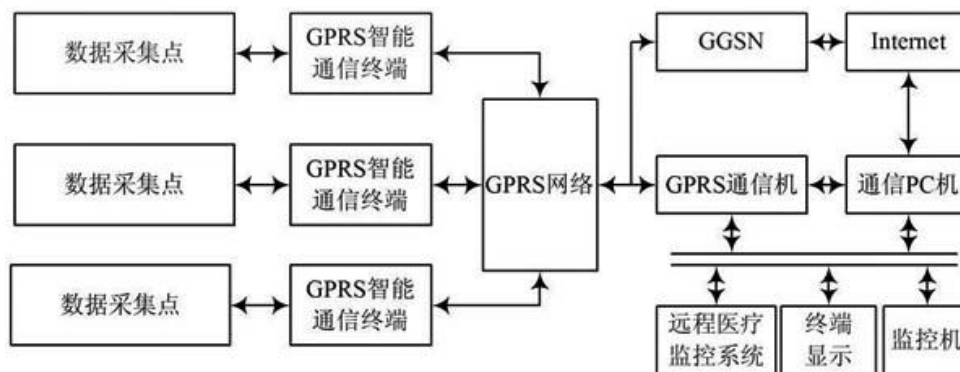 数据采集点
GPRS智能
通信终端
GGSN
Internet
数据采集点
GPRS智能
通信终端
GPRS网络
GPRS通信机
通信PC机
数据采集点
GPRS智能
通信终端
远程医疗
监控系统
终端
显示
监控机